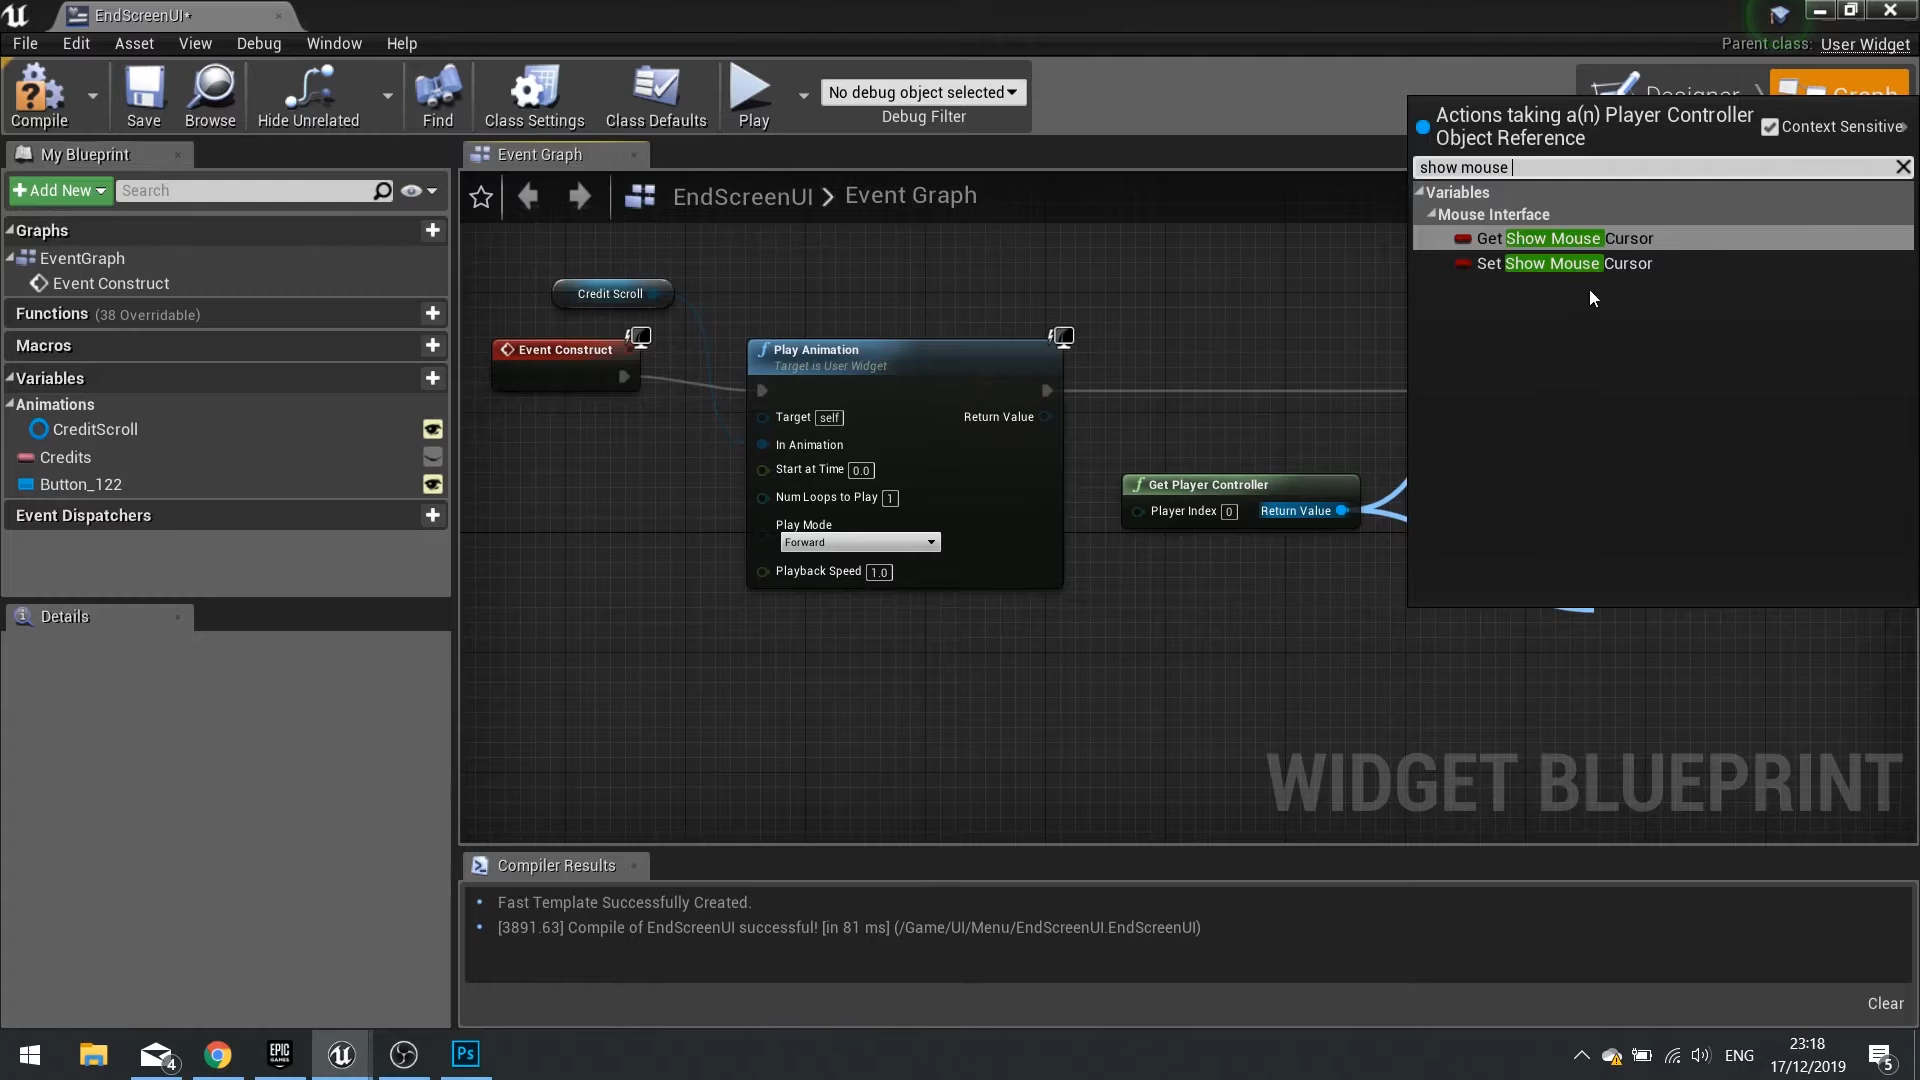 EndScreenUI*
File Edit Asset View Debug Window Help
Parent class: User Widget
Compile
Save
Browse
Hide Unrelated
Find
Class Settings
Class Defaults
Play
No debug object selected
Debug Filter
Designer
Graph
My Blueprint
Add New
Search
Graphs
EventGraph
Event Construct
Functions (38 Overridable)
Macros
Variables
Animations
CreditScroll
Credits
Button_122
Event Dispatchers
Details
Event Graph
EndScreenUI > Event Graph
Credit Scroll
Event Construct
Play Animation
Target is User Widget
Target self
Return Value
In Animation
Start at Time 0.0
Num Loops to Play 1
Play Mode
Forward
Playback Speed 1.0
Get Player Controller
Player Index 0 Return Value
WIDGET BLUEPRINT
Actions taking a(n) Player Controller
Object Reference
Context Sensitive
show mouse
Variables
Mouse Interface
Get Show Mouse Cursor
Set Show Mouse Cursor
Compiler Results
Fast Template Successfully Created.
[3891.63] Compile of EndScreenUI successful! [in 81 ms] (/Game/UI/Menu/EndScreenUI.EndScreenUI)
Clear
4
EPIC
GAMES
Ps
ENG
23:18
17/12/2019
5